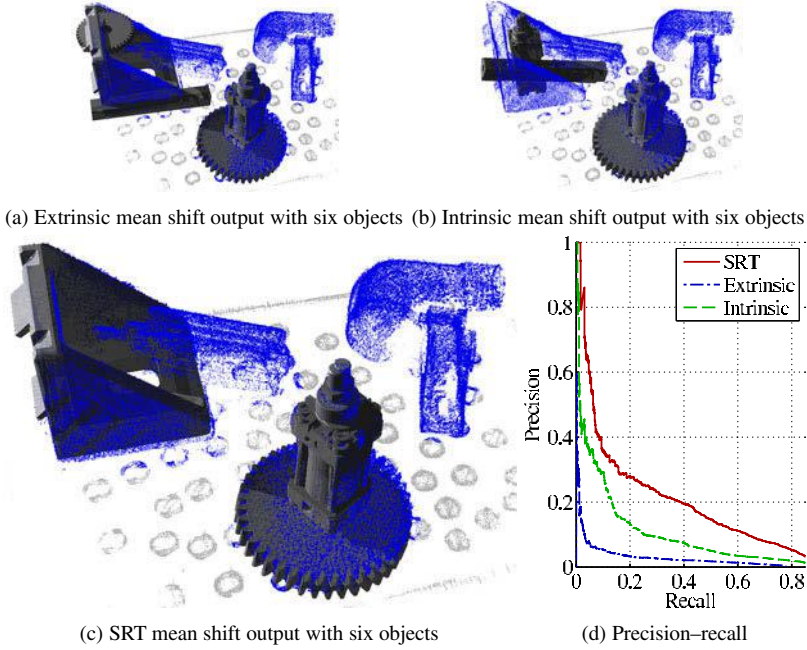 (a) Extrinsic mean shift output with six objects (b) Intrinsic mean shift output with six objects
1
0.8
0.6
0.4
0.2
0
Precision
SRT
Extrinsic
Intrinsic
0 0.2 0.4 0.6 0.8
Recall
(c) SRT mean shift output with six objects (d) Precision–recall